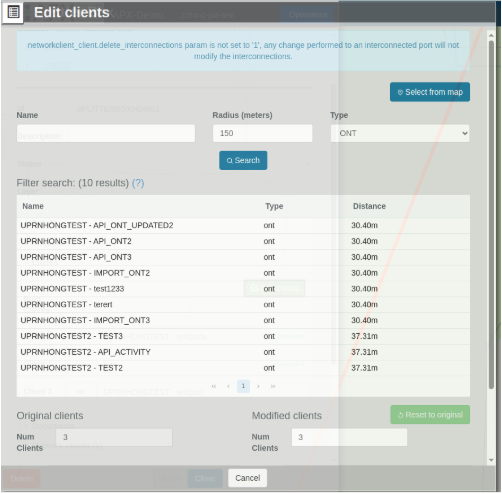 Edit clients
networkclient_client.delete_interconnections param is not set to '1', any change performed to an interconnected port will not
modify the interconnections.
Select from map
Name Radius (meters) Type
150 ONT
Search
Filter search: (10 results) (?)
Name Type Distance
UPRNHONGTEST - API_ONT_UPDATED2 ont 30.40m
UPRNHONGTEST - API_ONT2 ont 30.40m
UPRNHONGTEST - API_ONT3 ont 30.40m
UPRNHONGTEST - IMPORT_ONT2 ont 30.40m
UPRNHONGTEST - test1233 ont 30.40m
UPRNHONGTEST - terert ont 30.40m
UPRNHONGTEST - IMPORT_ONT3 ont 30.40m
UPRNHONGTEST2 - TEST3 ont 37.31m
UPRNHONGTEST2 - API_ACTIVITY ont 37.31m
UPRNHONGTEST2 - TEST2 ont 37.31m
1
Original clients Modified clients Reset to original
Num Clients 3 Num Clients 3
Close Cancel